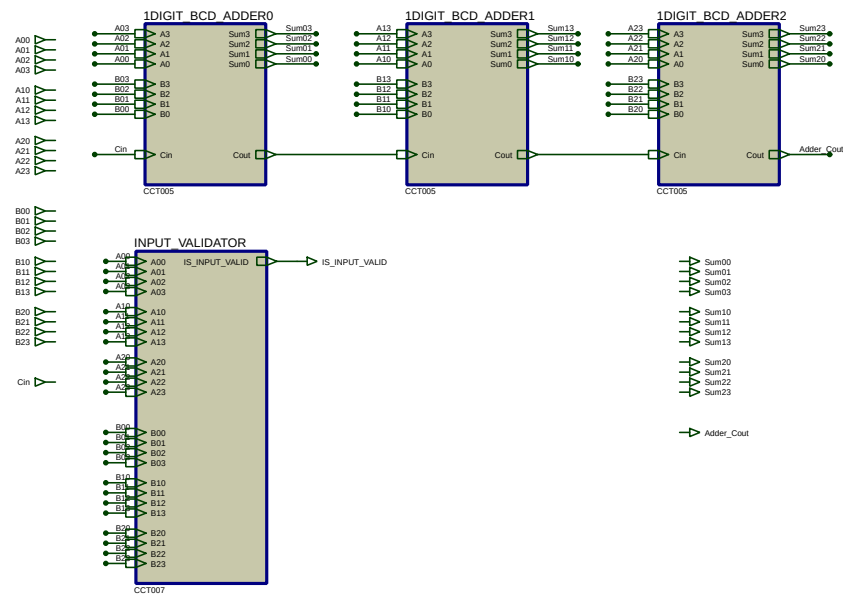 1DIGIT_BCD_ADDER0
A03
A02
A01
A00
B03
B02
B01
B00
Cin
A3
A2
A1
A0
B3
B2
B1
B0
Cin
Sum3
Sum2
Sum1
Sum0
Cout
Sum03
Sum02
Sum01
Sum00
CCT005
1DIGIT_BCD_ADDER1
A13
A12
A11
A10
B13
B12
B11
B10
A3
A2
A1
A0
B3
B2
B1
B0
Cin
Sum3
Sum2
Sum1
Sum0
Cout
Sum13
Sum12
Sum11
Sum10
CCT005
1DIGIT_BCD_ADDER2
A23
A22
A21
A20
B23
B22
B21
B20
A3
A2
A1
A0
B3
B2
B1
B0
Cin
Sum3
Sum2
Sum1
Sum0
Cout
Sum23
Sum22
Sum21
Sum20
Adder_Cout
CCT005
A00
A01
A02
A03
A10
A11
A12
A13
A20
A21
A22
A23
B00
B01
B02
B03
B10
B11
B12
B13
B20
B21
B22
B23
Cin
INPUT_VALIDATOR
A00
A01
A02
A03
A10
A11
A12
A13
A20
A21
A22
A23
B00
B01
B02
B03
B10
B11
B12
B13
B20
B21
B22
B23
IS_INPUT_VALID
IS_INPUT_VALID
CCT007
Sum00
Sum01
Sum02
Sum03
Sum10
Sum11
Sum12
Sum13
Sum20
Sum21
Sum22
Sum23
Adder_Cout